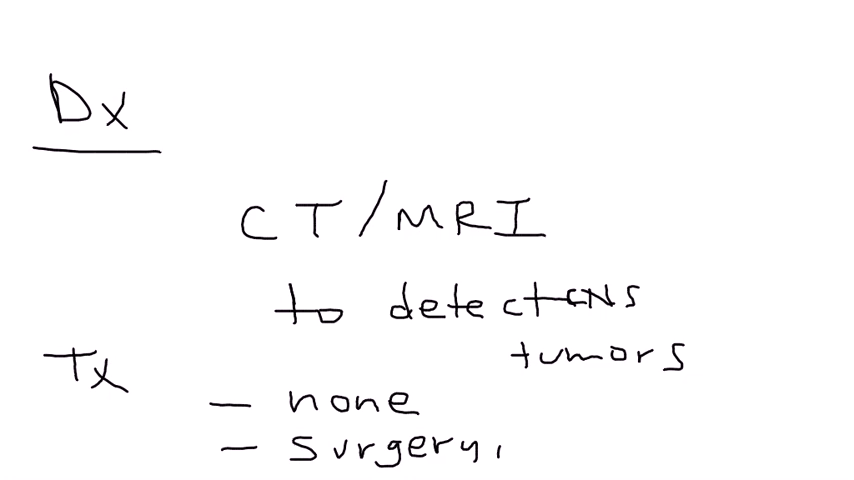 Dx
CT/MRI
to detect CNS
tumors
Tx
- none
- surgery,